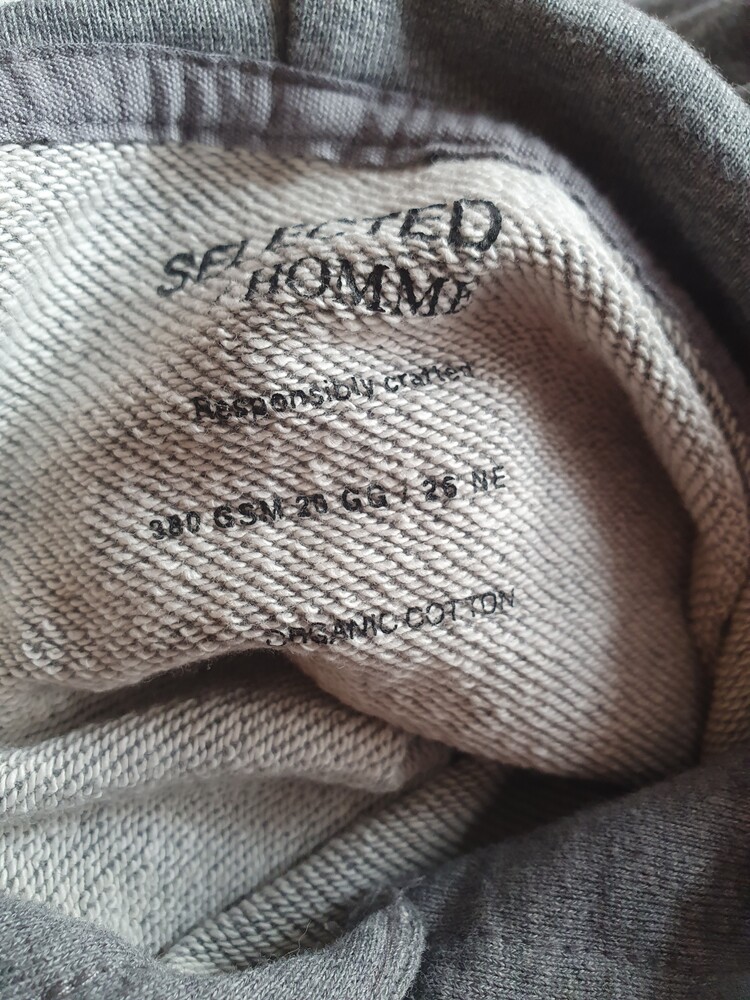 SELECTED
HOMME
Responsibly crafted
380 GSM 20 GG / 26 NE
ORGANIC COTTON